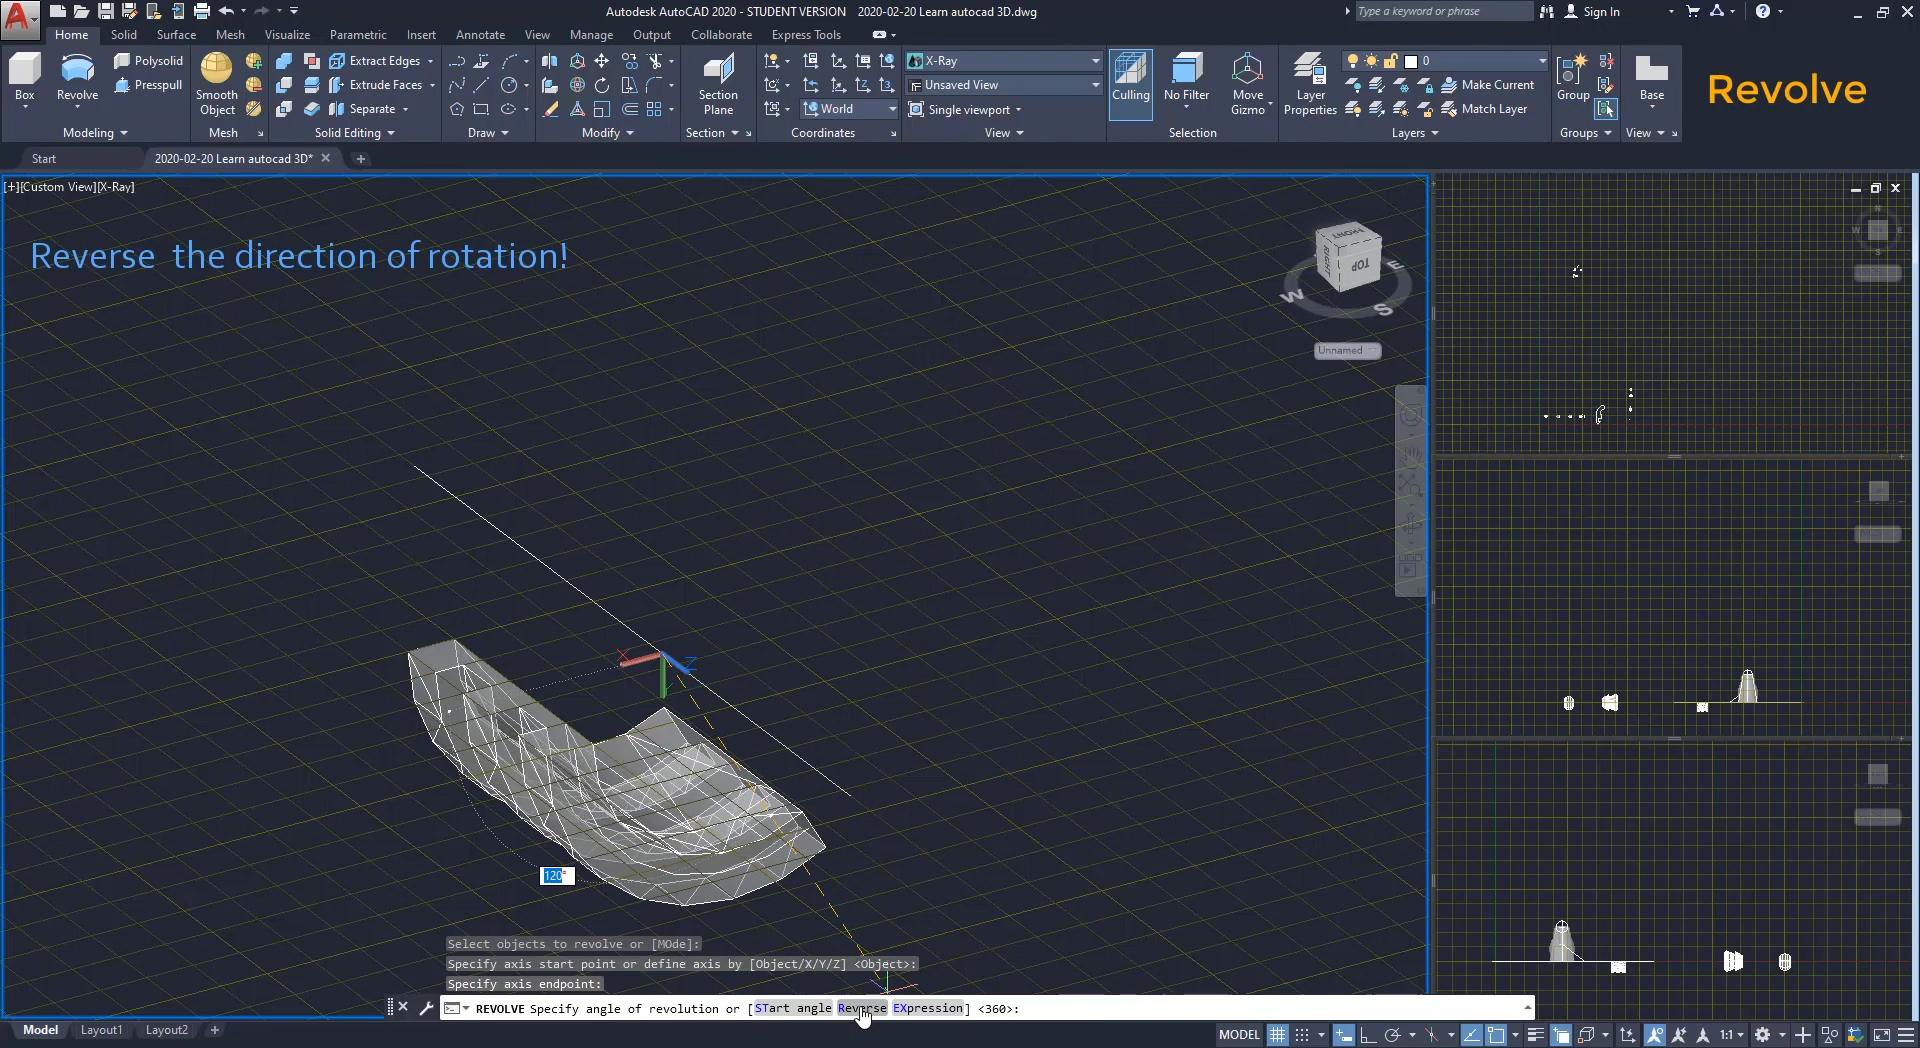 Autodesk AutoCAD 2020 - STUDENT VERSION 2020-02-20 Learn autocad 3D.dwg
Type a keyword or phrase
Sign In
Home Solid Surface Mesh Visualize Parametric Insert Annotate View Manage Output Collaborate Express Tools
Box
Revolve
Polysolid
Presspull
Modeling
Smooth
Object
Mesh
Extract Edges
Extrude Faces
Separate
Solid Editing
Draw
Modify
Section
Plane
Section
World
Coordinates
X-Ray
Unsaved View
Single viewport
View
Culling
No Filter
Move
Gizmo
Selection
Layer
Properties
0
Make Current
Match Layer
Layers
Group
Groups
Base
View
Revolve
Start
2020-02-20 Learn autocad 3D*
[+][Custom View][X-Ray]
Reverse the direction of rotation!
FRONT
RIGHT
TOP
E
W
S
Unnamed
X
Z
120°
N
W
E
S
Select objects to revolve or [MOde]:
Specify axis start point or define axis by [Object/X/Y/Z] <Object>:
Specify axis endpoint:
REVOLVE Specify angle of revolution or [STart angle Reverse EXpression] <360>:
Model Layout1 Layout2
MODEL
1:1